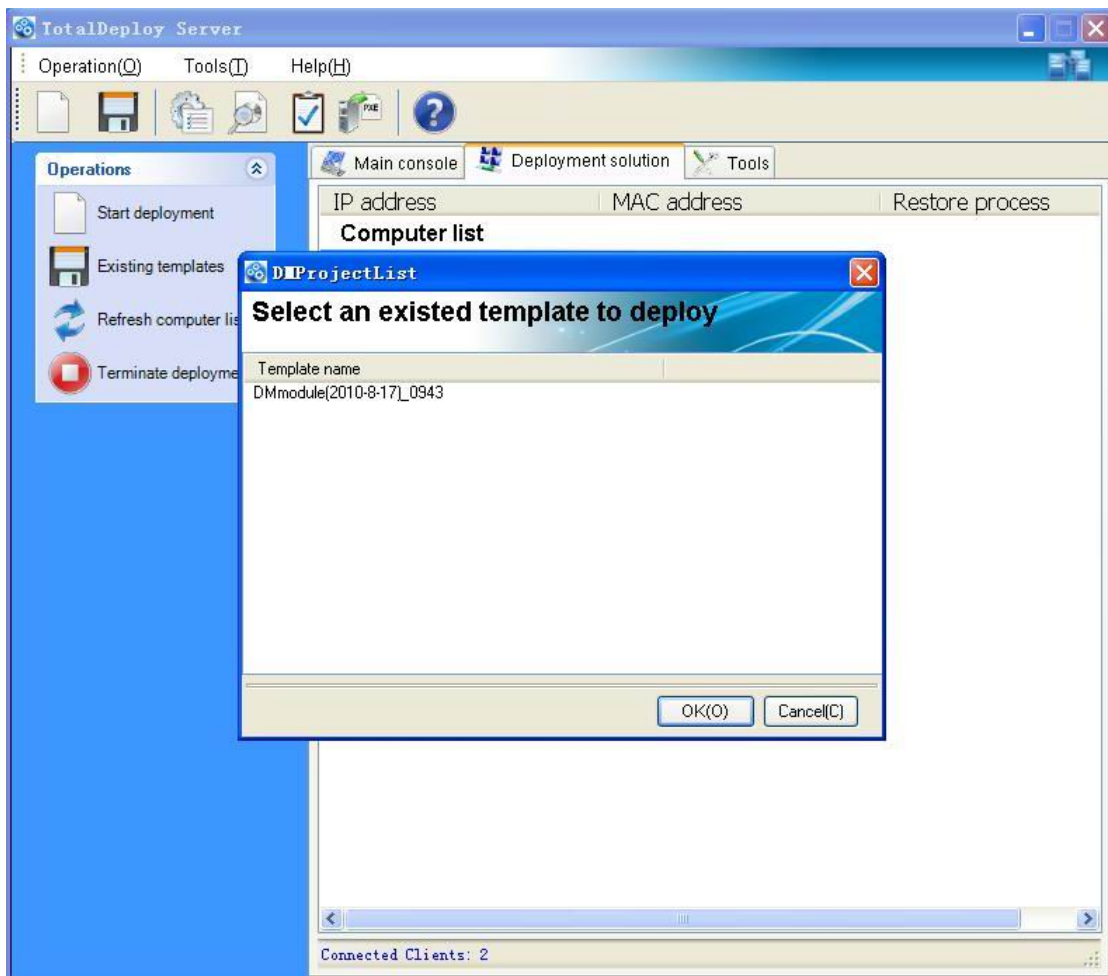 TotalDeploy Server
Operation(O) Tools(T) Help(H)
PXE
Operations
Main console Deployment solution Tools
IP address MAC address Restore process
Start deployment
Computer list
Existing templates
DMProjectList
Refresh computer lis
Select an existed template to deploy
Terminate deployme
Template name
DMmodule(2010-8-17)_0943
OK(O) Cancel(C)
Connected Clients: 2